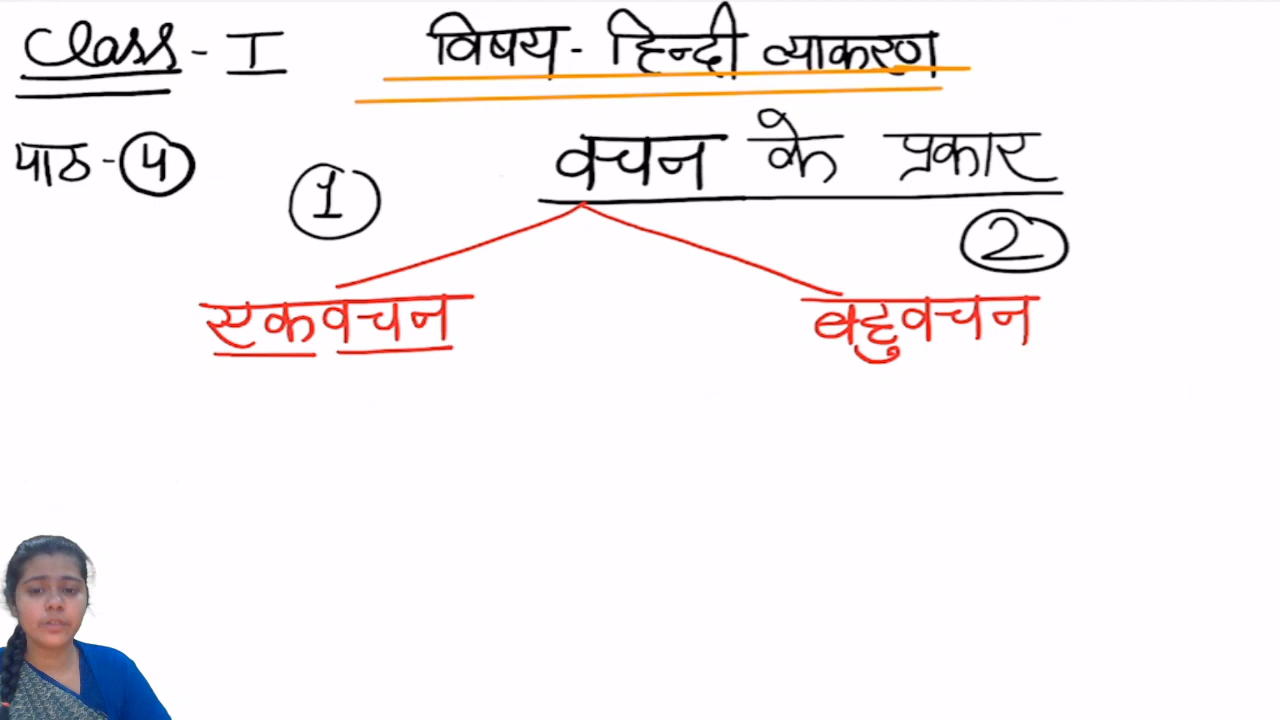 Class - I
विषय - हिन्दी व्याकरण
पाठ - 4
वचन के प्रकार
1
2
एकवचन
बहुवचन